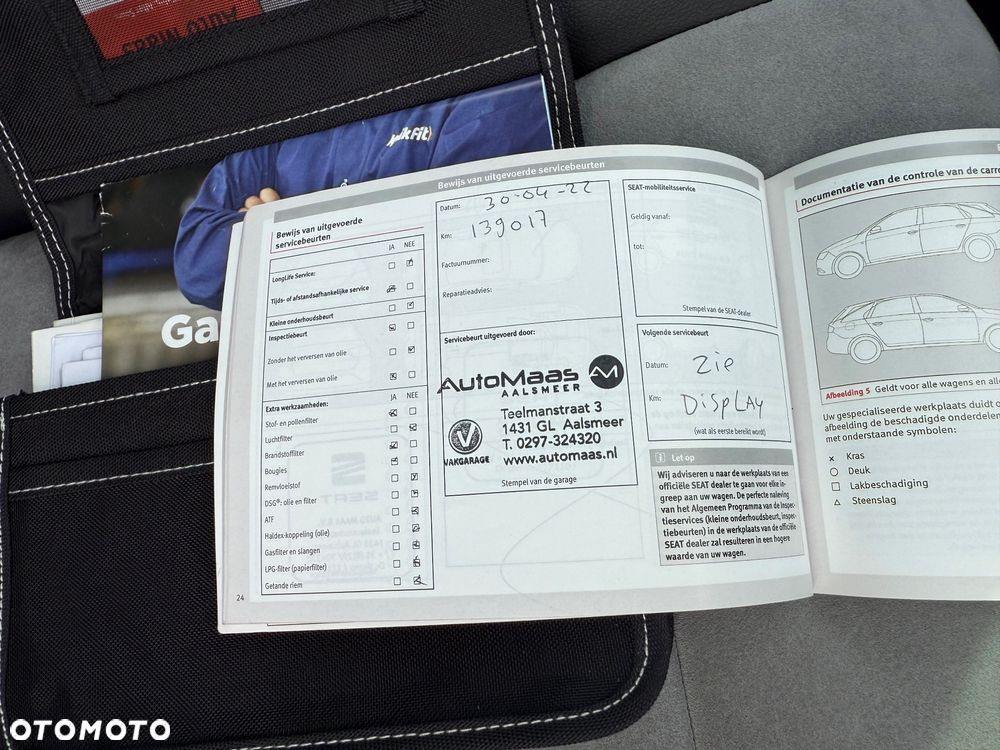 kwikfit
Ga
Bewijs van uitgevoerde servicebeurten
Bewijs van uitgevoerde
servicebeurten
JA NEE
LongLife Service:
Tijds- of afstandsafhankelijke service
Kleine onderhoudsbeurt
Inspectiebeurt
Zonder het verversen van olie
Met het verversen van olie
Extra werkzaamheden:
JA NEE
Stof- en pollenfilter
Luchtfilter
Brandstoffilter
Bougies
Remvloeistof
DSG®: olie en filter
ATF
Haldex-koppeling (olie)
Gasfilter en slangen
LPG-filter (papierfilter)
Getande riem
24
Datum: 30-04-22
Km: 139017
Factuurnummer:
Reparatieadvies:
Servicebeurt uitgevoerd door:
AUTOMAAS AM
AALSMEER
Teelmanstraat 3
1431 GL Aalsmeer
T. 0297-324320
www.automaas.nl
V
VAKGARAGE
Stempel van de garage
SEAT-mobiliteitsservice
Geldig vanaf:
tot:
Stempel van de SEAT-dealer
Volgende servicebeurt
Datum: Zie
Km: DISPLAY
(wat als eerste bereikt wordt)
i Let op
Wij adviseren u naar de werkplaats van een
officiële SEAT dealer te gaan voor elke in-
greep aan uw wagen. De perfecte naleving
van het Algemeen Programma van de Inspec-
tieservices (kleine onderhoudsbeurt, inspec-
tiebeurten) in de werkplaats van de officiële
SEAT dealer zal resulteren in een hogere
waarde van uw wagen.
Documentatie van de controle van de carro
Afbeelding 5 Geldt voor alle wagens en alle
Uw gespecialiseerde werkplaats duidt o
afbeelding de beschadigde onderdelen
met onderstaande symbolen:
× Kras
○ Deuk
□ Lakbeschadiging
△ Steenslag
OTOMOTO